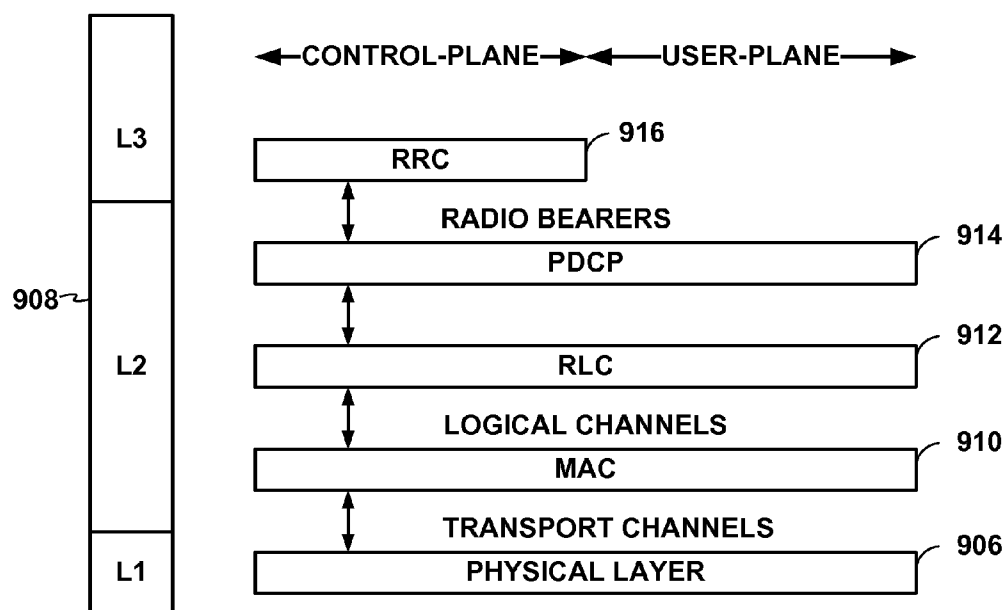 CONTROL-PLANE USER-PLANE
L3
RRC
916
RADIO BEARERS
914
PDCP
908
L2
912
RLC
LOGICAL CHANNELS
910
MAC
TRANSPORT CHANNELS
906
L1
PHYSICAL LAYER